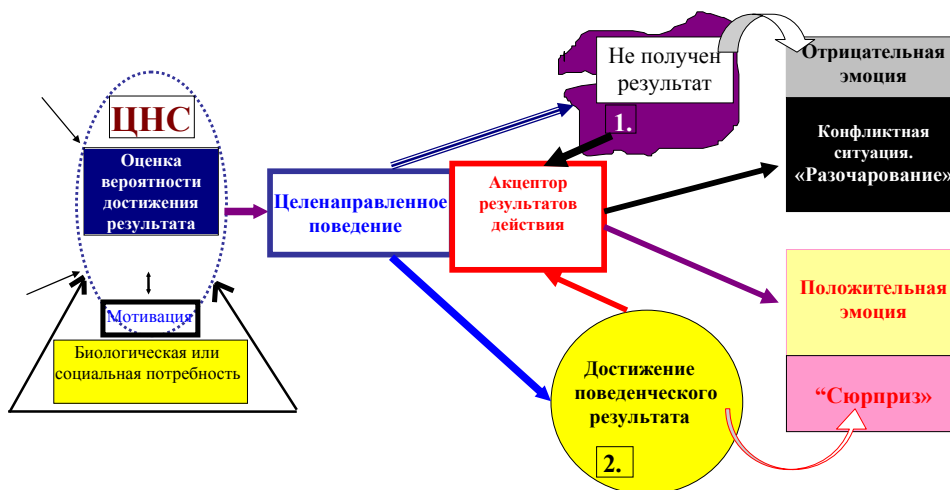 ЦНС
Оценка
вероятности
достижения
результата
Мотивация
Биологическая или
социальная потребность
Целенаправленное
поведение
Акцептор
результатов
действия
Не получен
результат
1.
Достижение
поведенческого
результата
2.
Отрицательная
эмоция
Конфликтная
ситуация.
«Разочарование»
Положительная
эмоция
“Сюрприз»